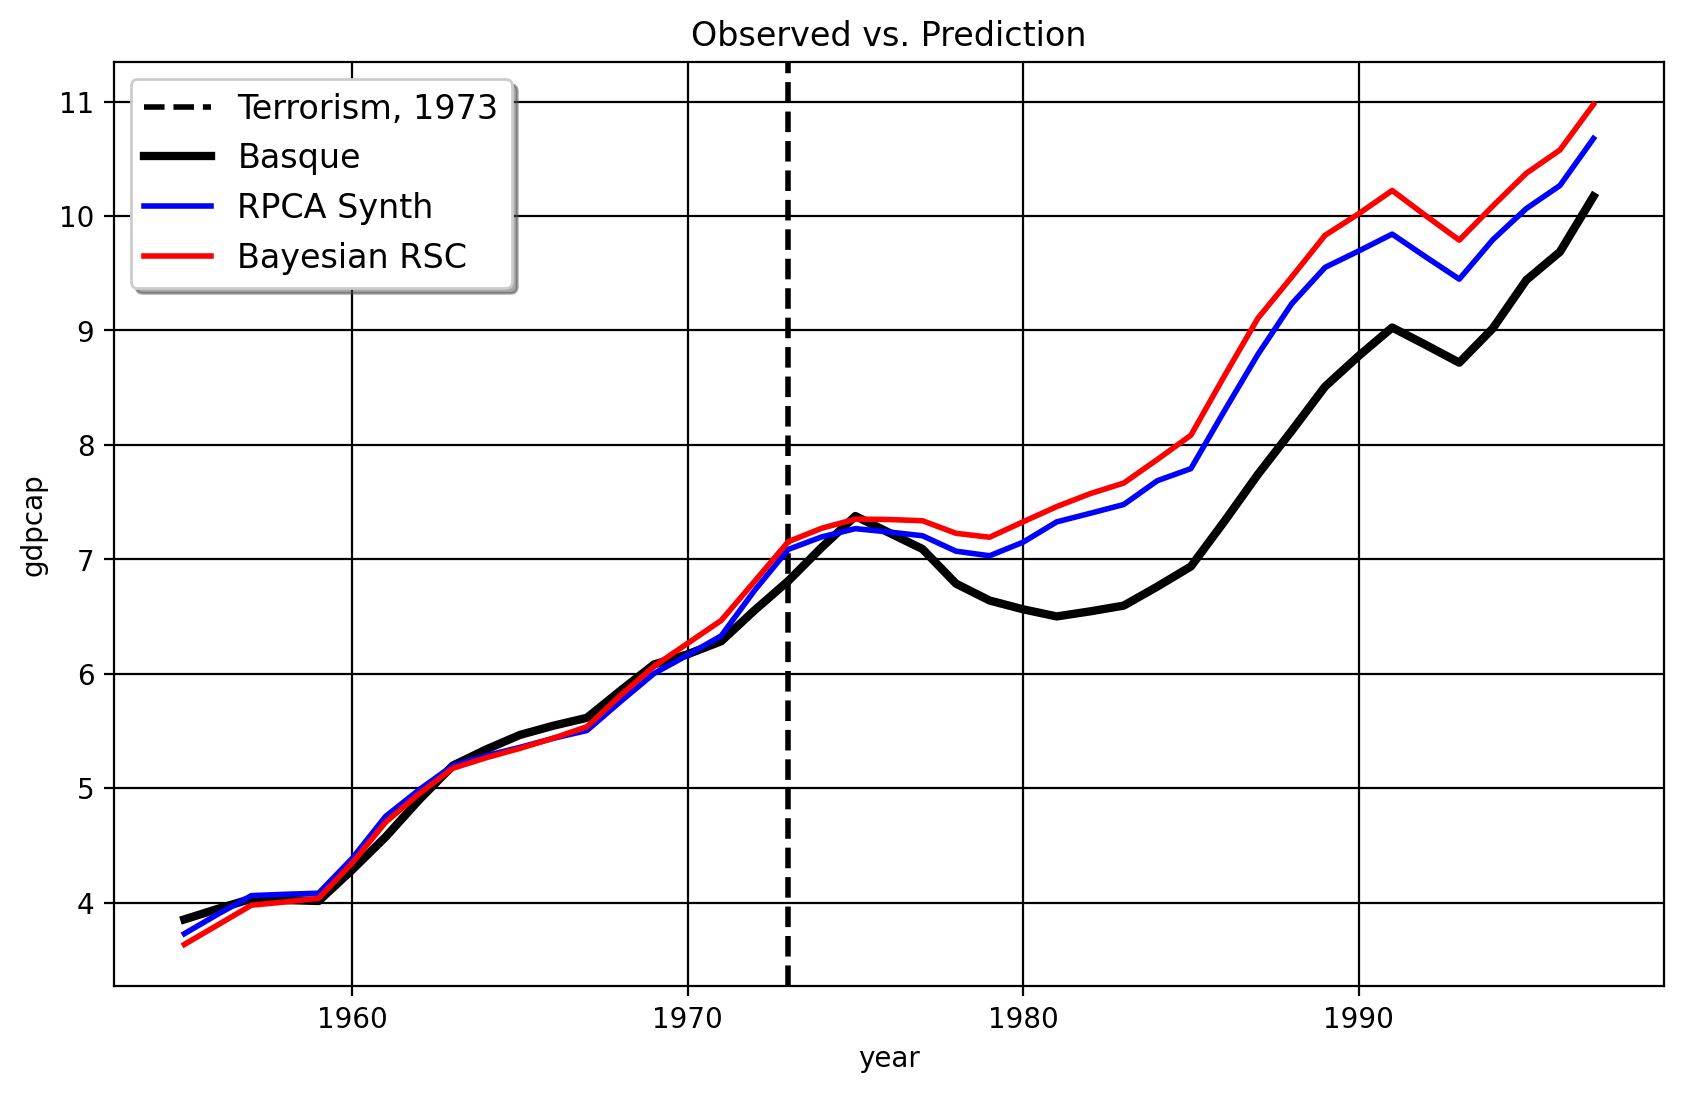 Observed vs. Prediction
Terrorism, 1973
Basque
RPCA Synth
Bayesian RSC
11
10
9
8
7
6
5
4
gdpcap
1960 1970 1980 1990
year